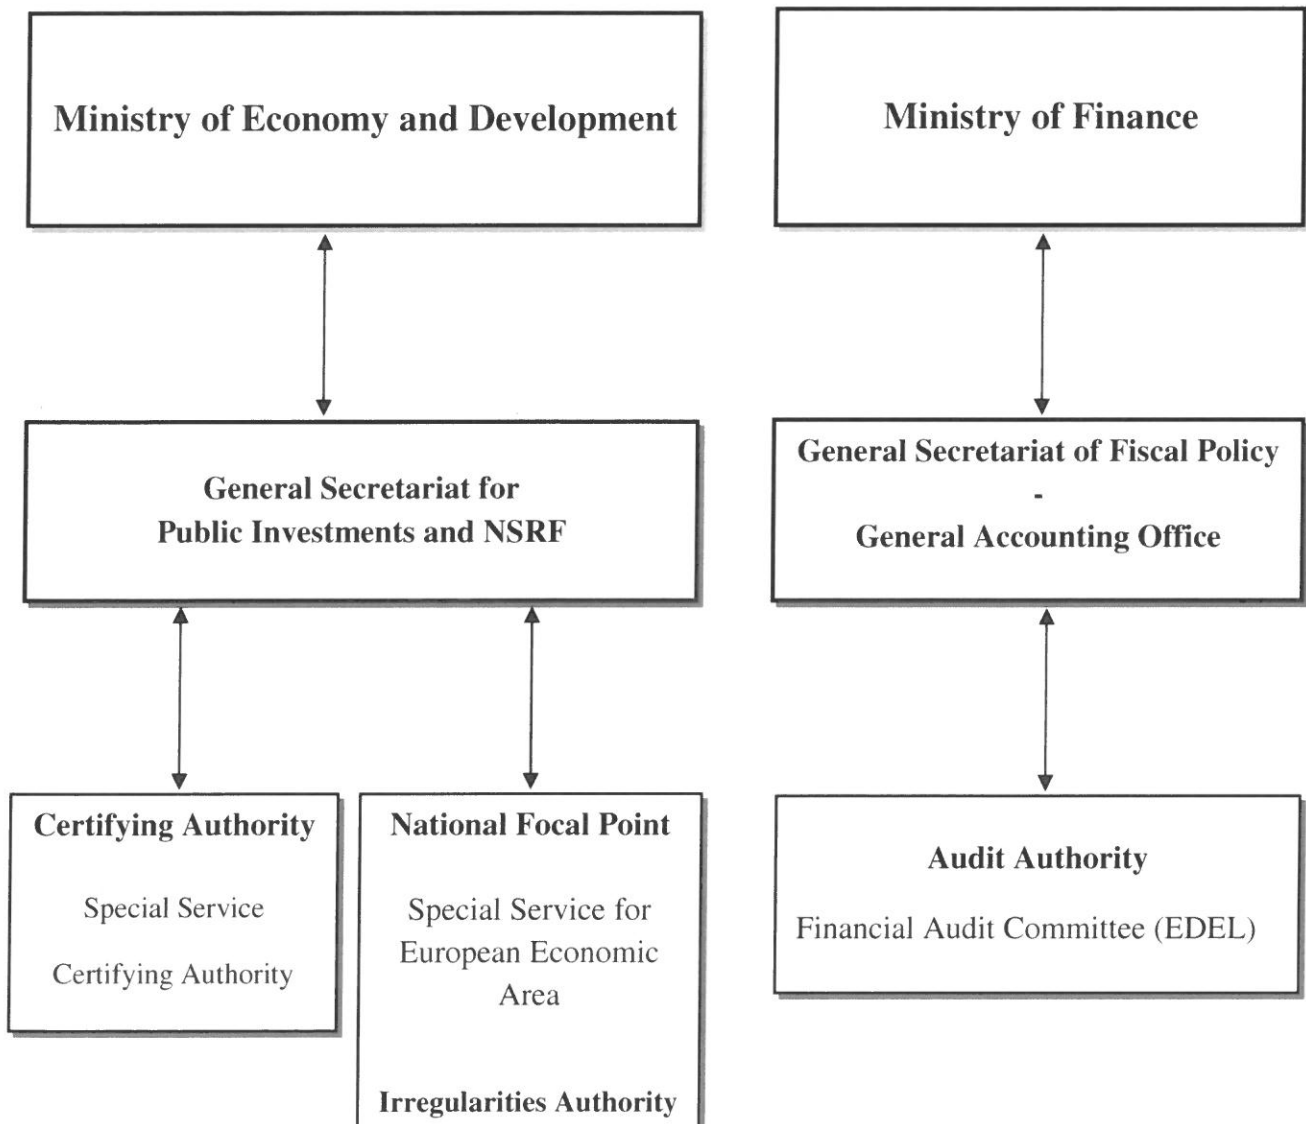 Ministry of Economy and Development
Ministry of Finance
General Secretariat for
Public Investments and NSRF
General Secretariat of Fiscal Policy
-
General Accounting Office
Certifying Authority
Special Service
Certifying Authority
National Focal Point
Special Service for
European Economic
Area
Irregularities Authority
Audit Authority
Financial Audit Committee (EDEL)